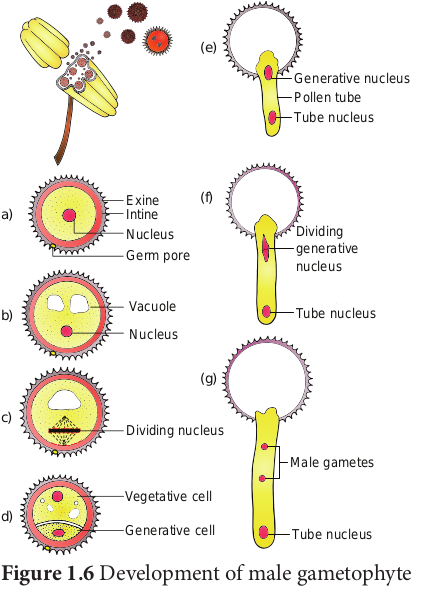 a)
Exine
Intine
Nucleus
Germ pore
b)
Vacuole
Nucleus
c)
Dividing nucleus
d)
Vegetative cell
Generative cell
(e)
Generative nucleus
Pollen tube
Tube nucleus
(f)
Dividing
generative
nucleus
Tube nucleus
(g)
Male gametes
Tube nucleus
Figure 1.6 Development of male gametophyte